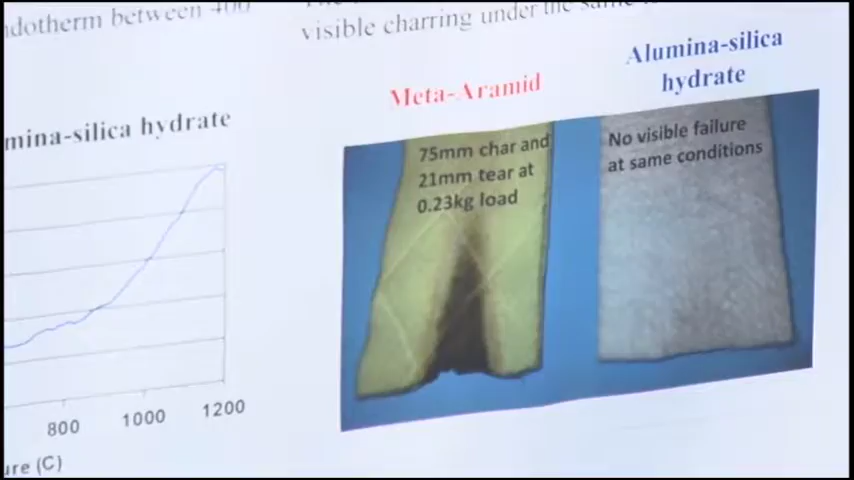 between 400
visible charring under the same
Meta-Aramid
Alumina-silica
hydrate
75mm char and
21mm tear at
0.23kg load
No visible failure
at same conditions
mina-silica hydrate
800
1000
1200
ure (C)